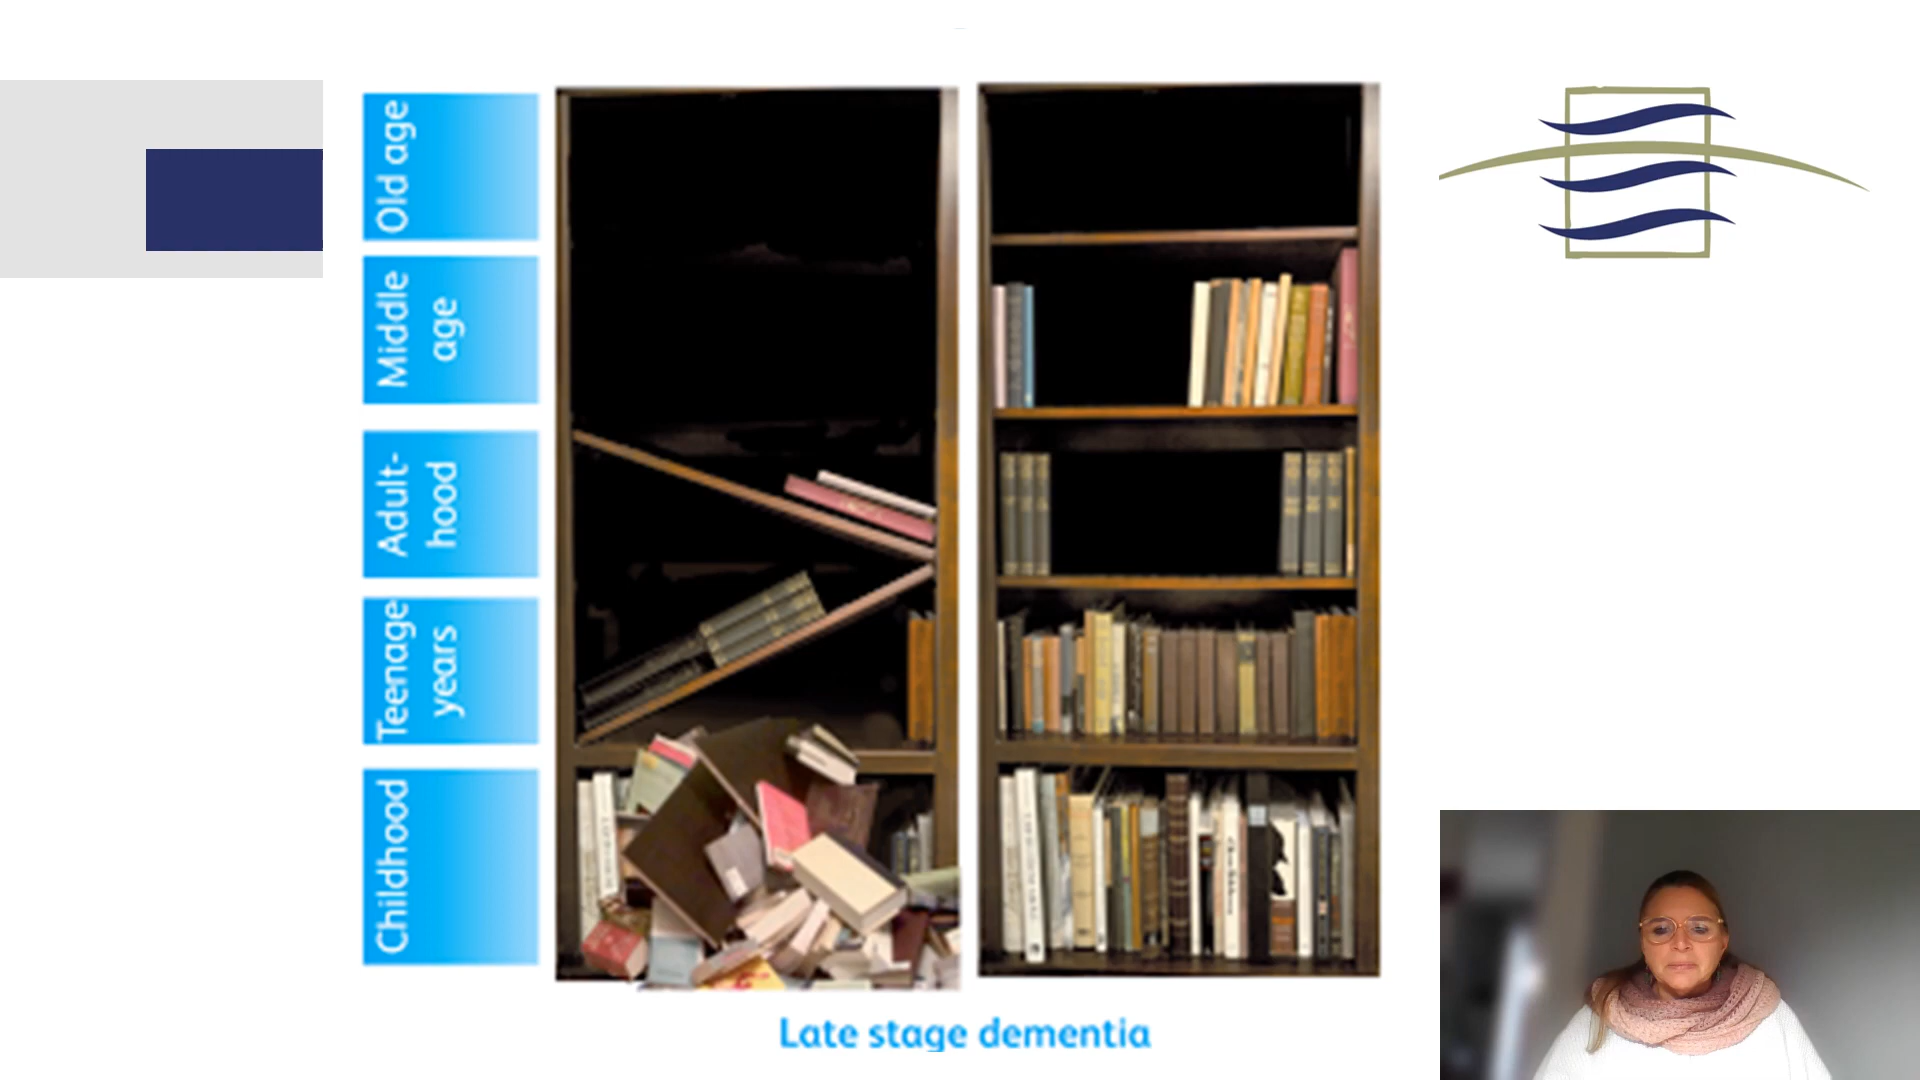 Old age
Middle
age
Adult-
hood
Teenage
years
Childhood
Late stage dementia